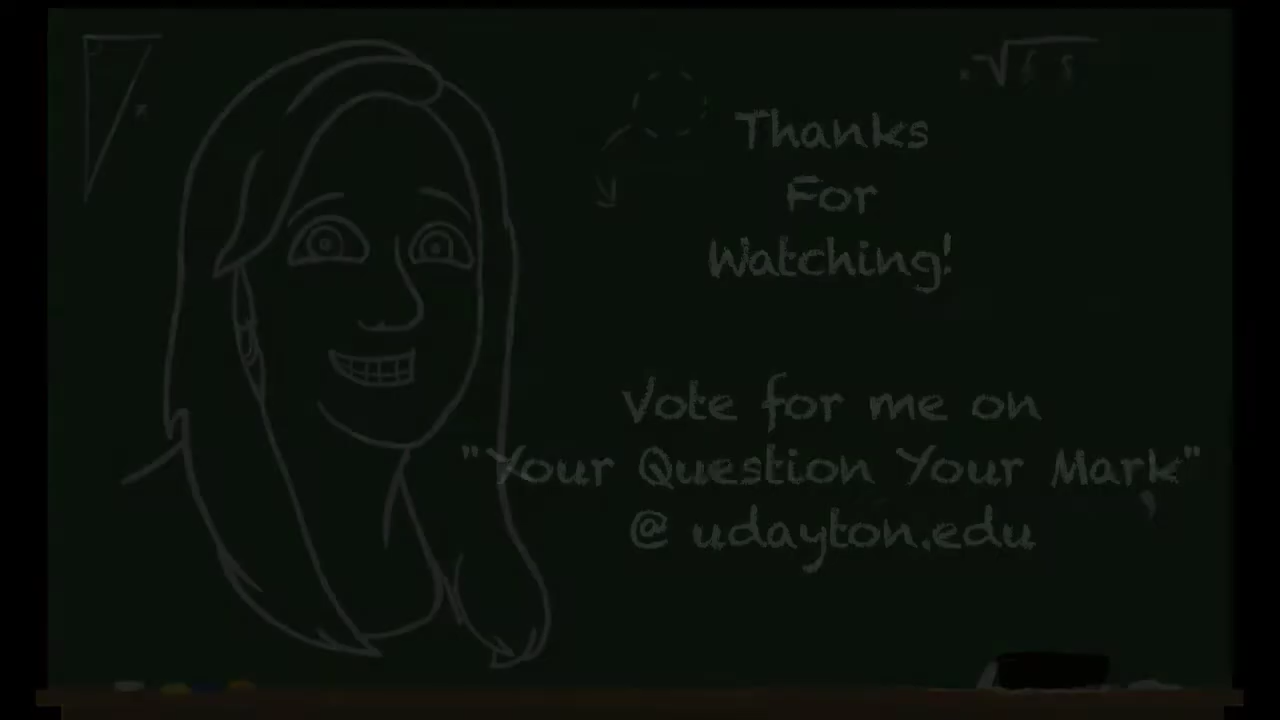 Thanks
For
Watching!
Vote for me on
"Your Question Your Mark"
@ udayton.edu